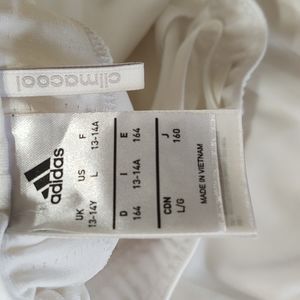 climacool
adidas
UK US F
13-14Y L 13-14A
D I E
164 13-14A 164
CDN J
L/G 160
MADE IN VIETNAM